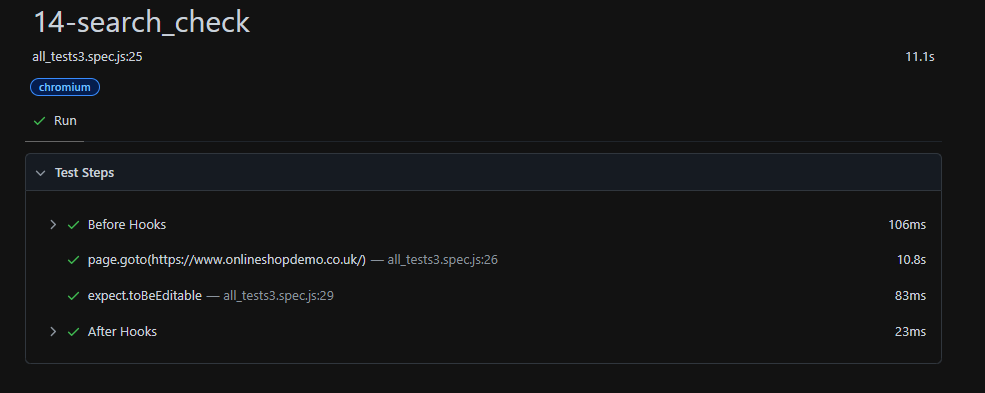 14-search_check
all_tests3.spec.js:25 11.1s
chromium
Run
Test Steps
Before Hooks 106ms
page.goto(https://www.onlineshopdemo.co.uk/) — all_tests3.spec.js:26 10.8s
expect.toBeEditable — all_tests3.spec.js:29 83ms
After Hooks 23ms